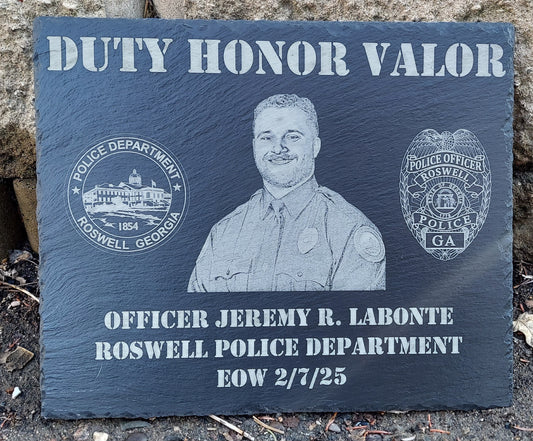 DUTY HONOR VALOR
POLICE DEPARTMENT
1854
ROSWELL GEORGIA
POLICE OFFICER
ROSWELL
POLICE
GA
OFFICER JEREMY R. LABONTE
ROSWELL POLICE DEPARTMENT
EOW 2/7/25